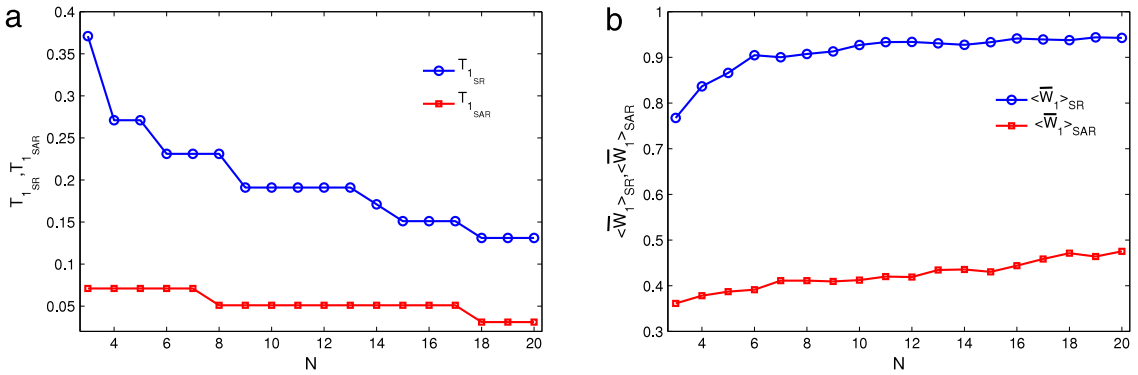 a
0.4
0.35
0.3
0.25
0.2
0.15
0.1
0.05
T1SR, T1SAR
T1SR
T1SAR
4 6 8 10 12 14 16 18 20
N
b
1
0.9
0.8
0.7
0.6
0.5
0.4
0.3
<W̅1>SR,<W̅1>SAR
<W̅1>SR
<W̅1>SAR
4 6 8 10 12 14 16 18 20
N